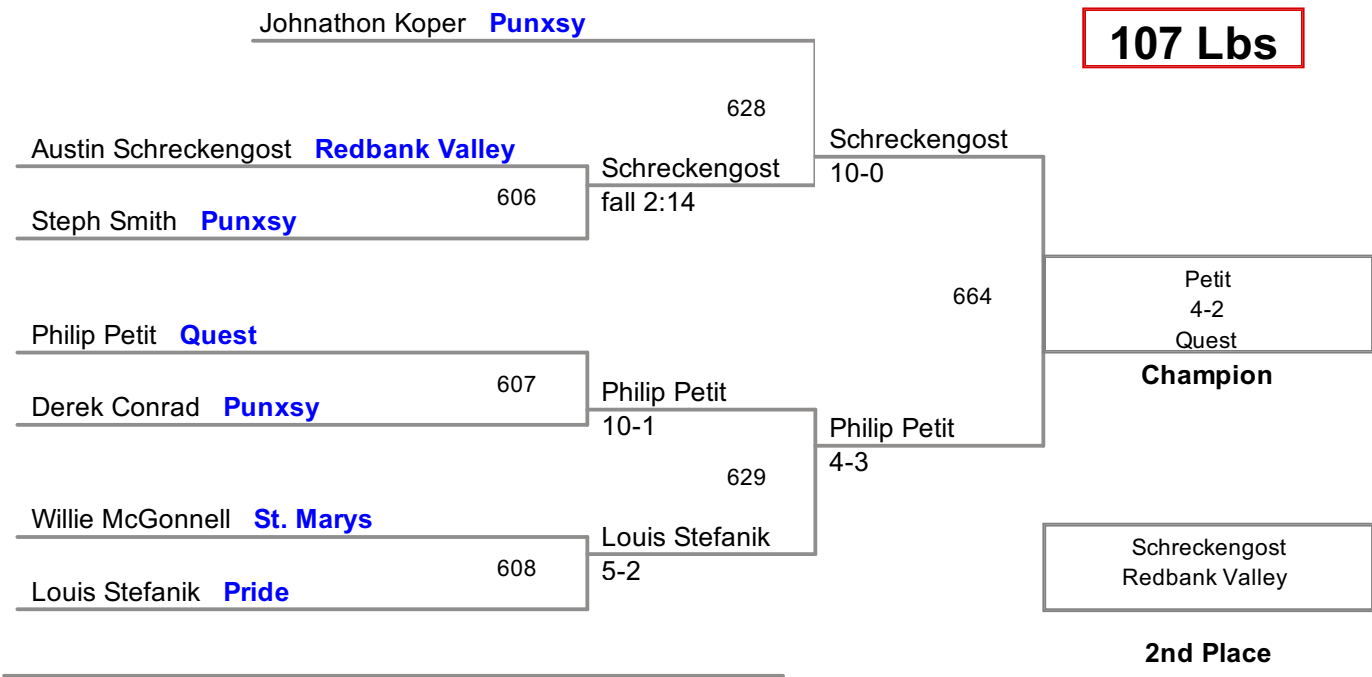 Johnathon Koper Punxsy
107 Lbs
628
Austin Schreckengost Redbank Valley
Schreckengost
10-0
606
Schreckengost
fall 2:14
Steph Smith Punxsy
664
Petit
4-2
Quest
Champion
Philip Petit Quest
607
Philip Petit
10-1
Derek Conrad Punxsy
Philip Petit
4-3
629
Willie McGonnell St. Marys
Louis Stefanik
5-2
608
Louis Stefanik Pride
Schreckengost
Redbank Valley
2nd Place